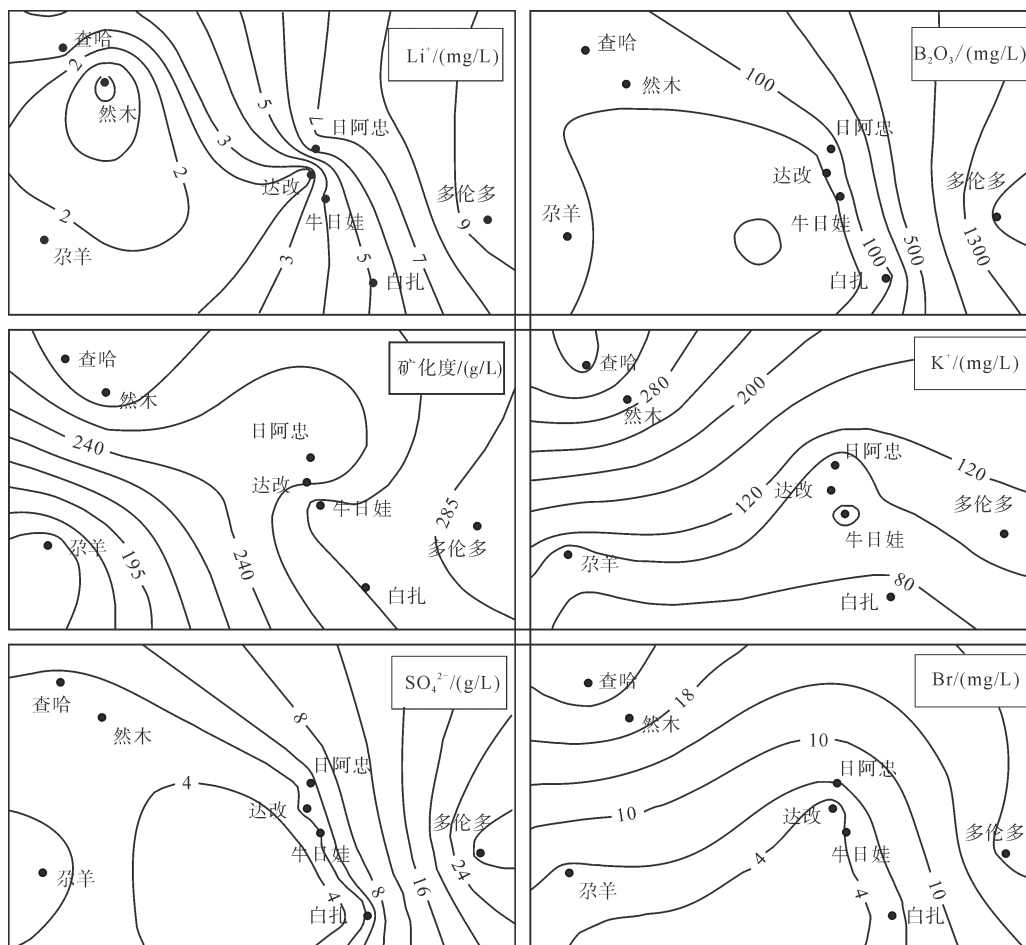 Li⁺/(mg/L)
查哈
2
然木
5
7
日阿忠
3
2
达改
多伦多
2
牛日娃
9
尕羊
3
5
7
白扎
B₂O₃/(mg/L)
查哈
100
然木
日阿忠
达改
多伦多
尕羊
牛日娃
100
500
1300
白扎
矿化度/(g/L)
查哈
然木
240
日阿忠
达改
牛日娃
285
尕羊
多伦多
195
240
白扎
K⁺/(mg/L)
查哈
280
200
然木
日阿忠
120
达改
120
多伦多
牛日娃
尕羊
80
白扎
SO₄²⁻/(g/L)
查哈
8
然木
日阿忠
4
达改
多伦多
牛日娃
24
尕羊
4
8
16
白扎
Br/(mg/L)
查哈
18
然木
10
日阿忠
10
达改
多伦多
牛日娃
4
尕羊
4
10
白扎